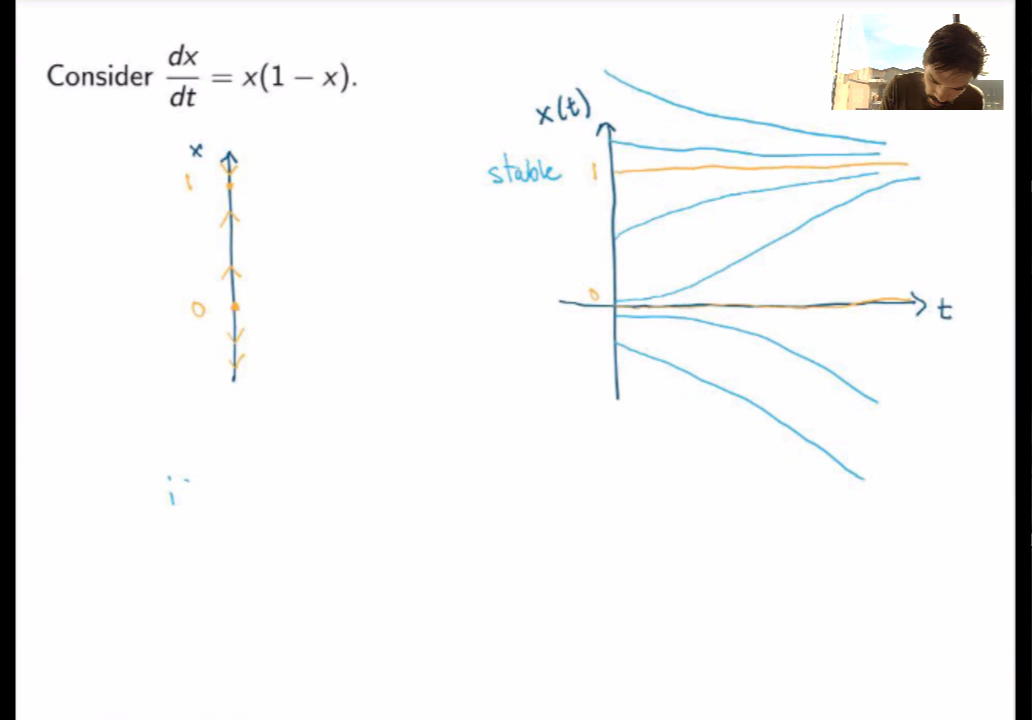 Consider dx/dt = x(1 − x).
x
1
0
x(t)
stable 1
0
t